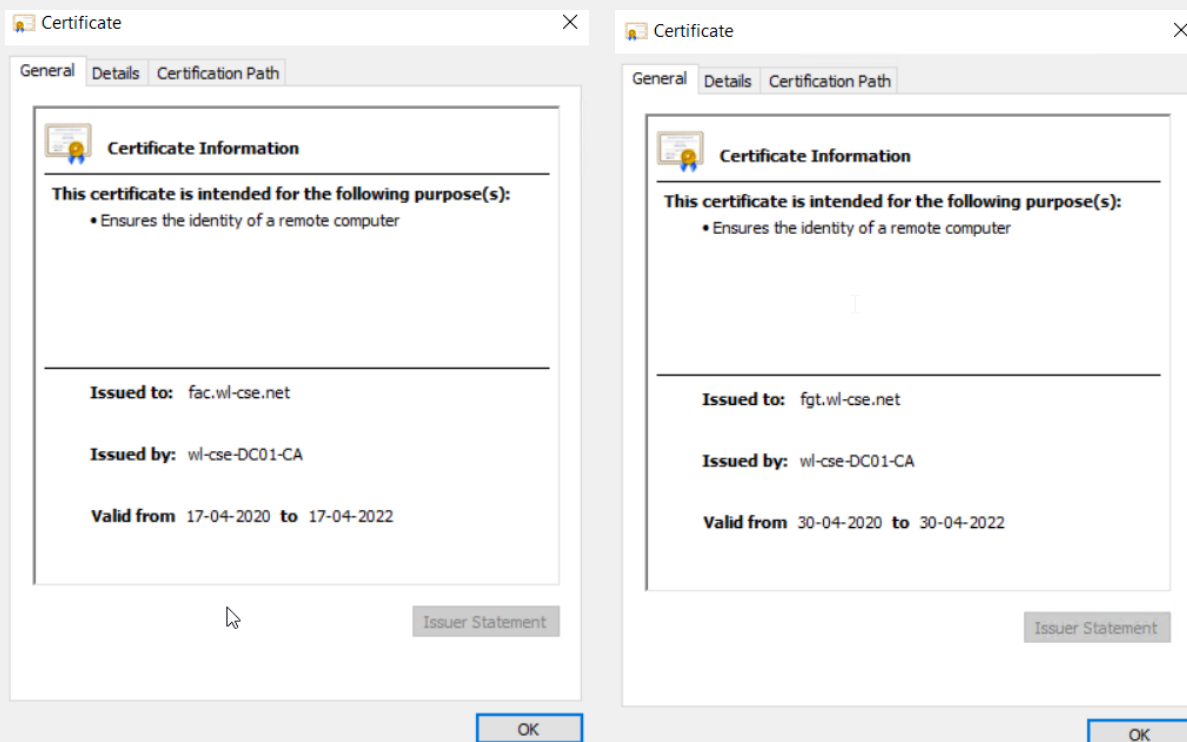 Certificate
General Details Certification Path
Certificate Information
This certificate is intended for the following purpose(s):
• Ensures the identity of a remote computer
Issued to: fac.wl-cse.net
Issued by: wl-cse-DC01-CA
Valid from 17-04-2020 to 17-04-2022
Issuer Statement
OK
Certificate
General Details Certification Path
Certificate Information
This certificate is intended for the following purpose(s):
• Ensures the identity of a remote computer
Issued to: fgt.wl-cse.net
Issued by: wl-cse-DC01-CA
Valid from 30-04-2020 to 30-04-2022
Issuer Statement
OK